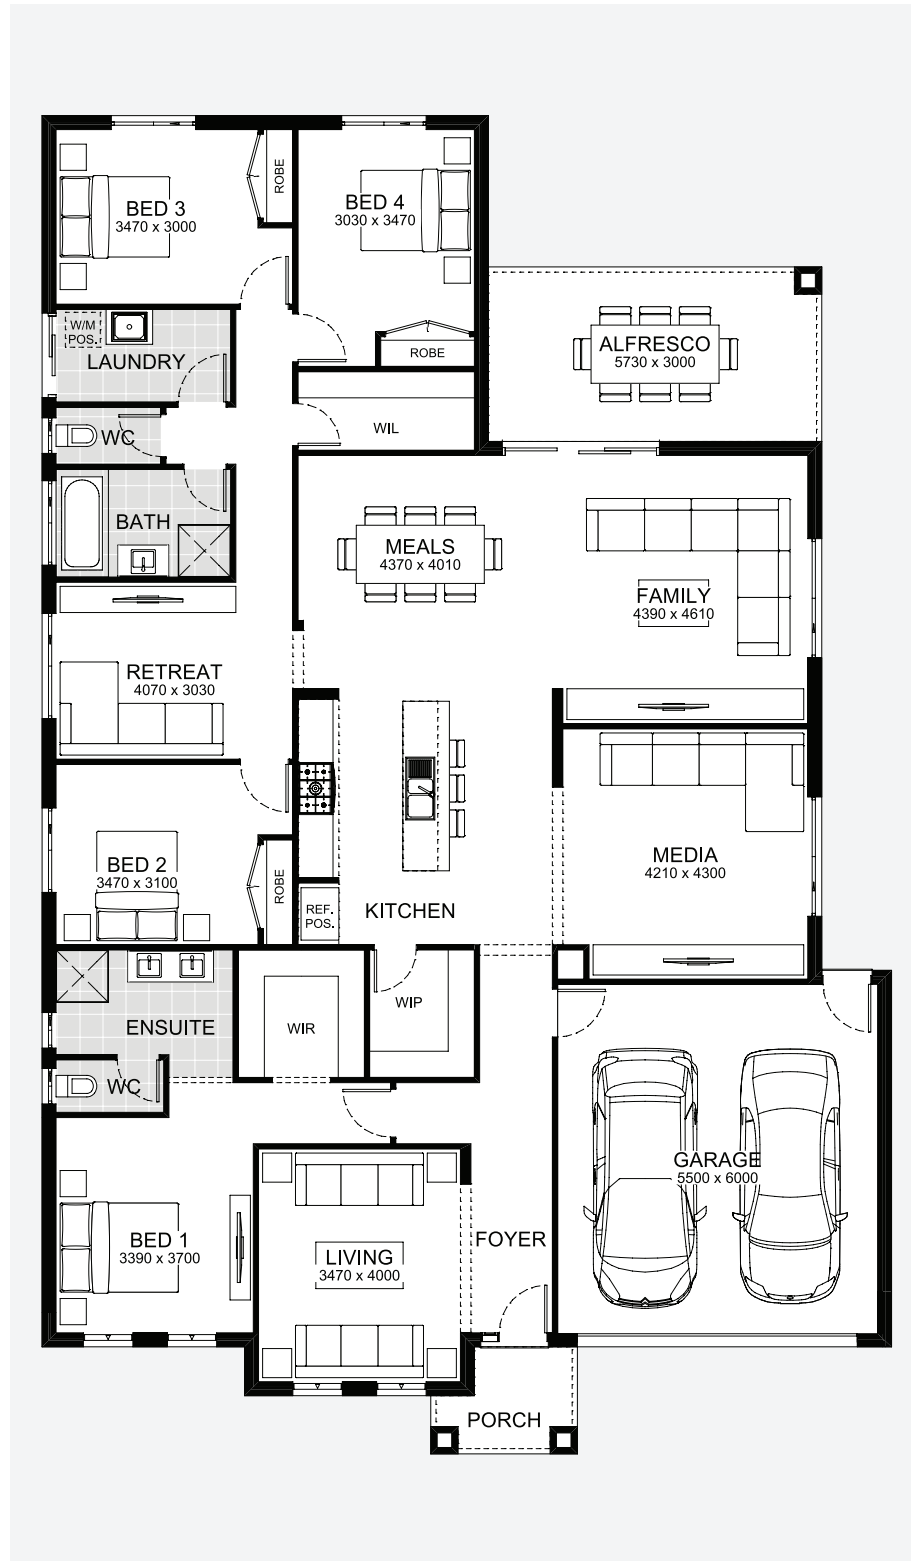 BED 3
3470 x 3000
ROBE
BED 4
3030 x 3470
ROBE
W/M
POS.
LAUNDRY
ALFRESCO
5730 x 3000
WC
WIL
BATH
MEALS
4370 x 4010
FAMILY
4390 x 4610
RETREAT
4070 x 3030
BED 2
3470 x 3100
ROBE
REF.
POS.
KITCHEN
MEDIA
4210 x 4300
ENSUITE
WIR
WIP
WC
GARAGE
5500 x 6000
BED 1
3390 x 3700
LIVING
3470 x 4000
FOYER
PORCH